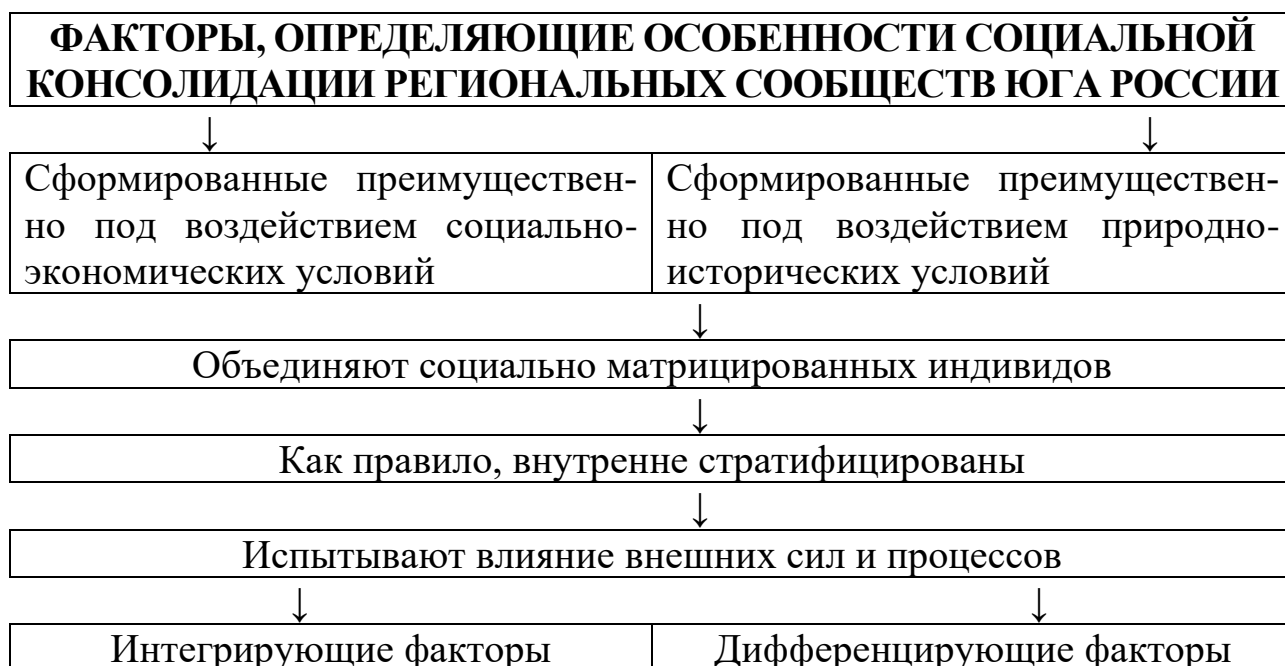 ФАКТОРЫ, ОПРЕДЕЛЯЮЩИЕ ОСОБЕННОСТИ СОЦИАЛЬНОЙ
КОНСОЛИДАЦИИ РЕГИОНАЛЬНЫХ СООБЩЕСТВ ЮГА РОССИИ
↓ ↓
Сформированные преимуществен-
но под воздействием социально-
экономических условий
Сформированные преимуществен-
но под воздействием природно-
исторических условий
↓
Объединяют социально матрицированных индивидов
↓
Как правило, внутренне стратифицированы
↓
Испытывают влияние внешних сил и процессов
↓ ↓
Интегрирующие факторы
Дифференцирующие факторы